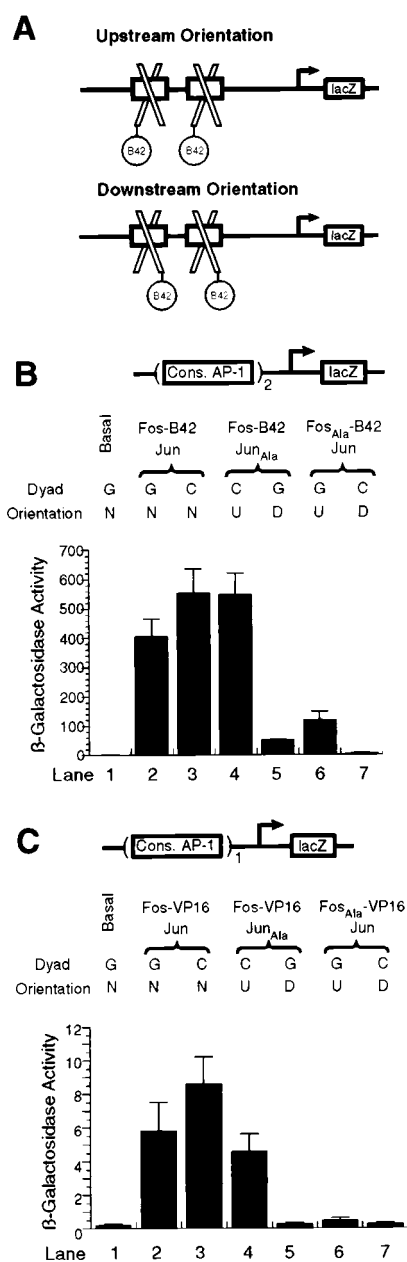 A
Upstream Orientation
lacZ
B42 B42
Downstream Orientation
lacZ
B42 B42
B
( Cons. AP-1 )2 lacZ
Basal
Fos-B42 Fos-B42 FosAla-B42
Jun JunAla Jun
Dyad G G C C G G C
Orientation N N N U D U D
ß-Galactosidase Activity
700
600
500
400
300
200
100
0
Lane 1 2 3 4 5 6 7
C
( Cons. AP-1 )1 lacZ
Basal
Fos-VP16 Fos-VP16 FosAla-VP16
Jun JunAla Jun
Dyad G G C C G G C
Orientation N N N U D U D
ß-Galactosidase Activity
12
10
8
6
4
2
0
Lane 1 2 3 4 5 6 7